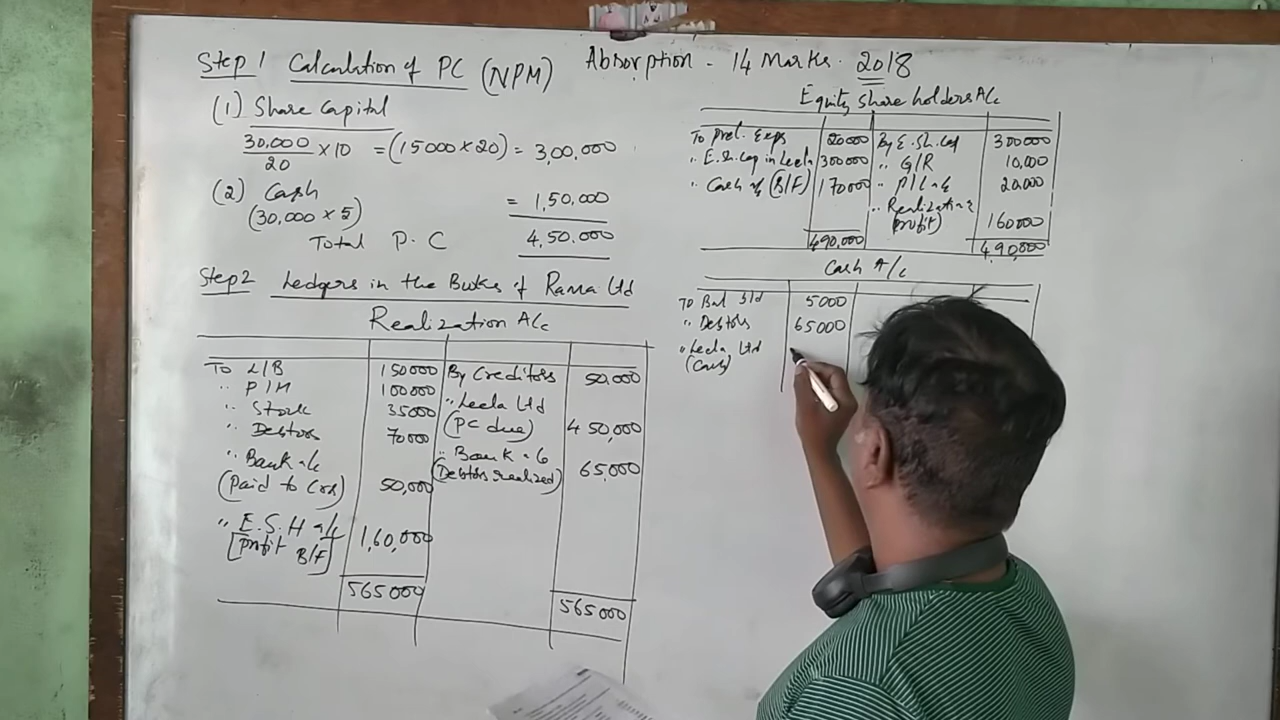 Step 1 Calculation of PC (NPM) Absorption - 14 Marks. 2018
(1) Share Capital
30,000/20 × 10 = (15000 × 20) = 3,00,000
(2) Cash
(30,000 × 5) = 1,50,000
Total P.C 4,50,000
Step 2 Ledgers in the Books of Rama Ltd
Realization A/c
To L/B 150000 By Creditors 50,000
" P/M 100000
" Stock 35000 " Leela Ltd
" Debtors 70000 (PC due) 450,000
" Bank a/c " Bank a/c
(Paid to Crs) 50,000 (Debtors realized) 65,000
" E.S.H a/c
[Profit B/F] 1,60,000
565000 565000
Equity share holders A/c
To Prel. Exps 20000 By E.Sh.Cap 300000
" E.Sh.Cap in Leela 300000 " G/R 10,000
" Cash a/c (B/F) 170000 " P/L a/c 20,000
" Realization
Profit) 160000
490,000 490,000
Cash A/c
To Bal b/d 5000
" Debtors 65000
" Leela Ltd
(Cash)